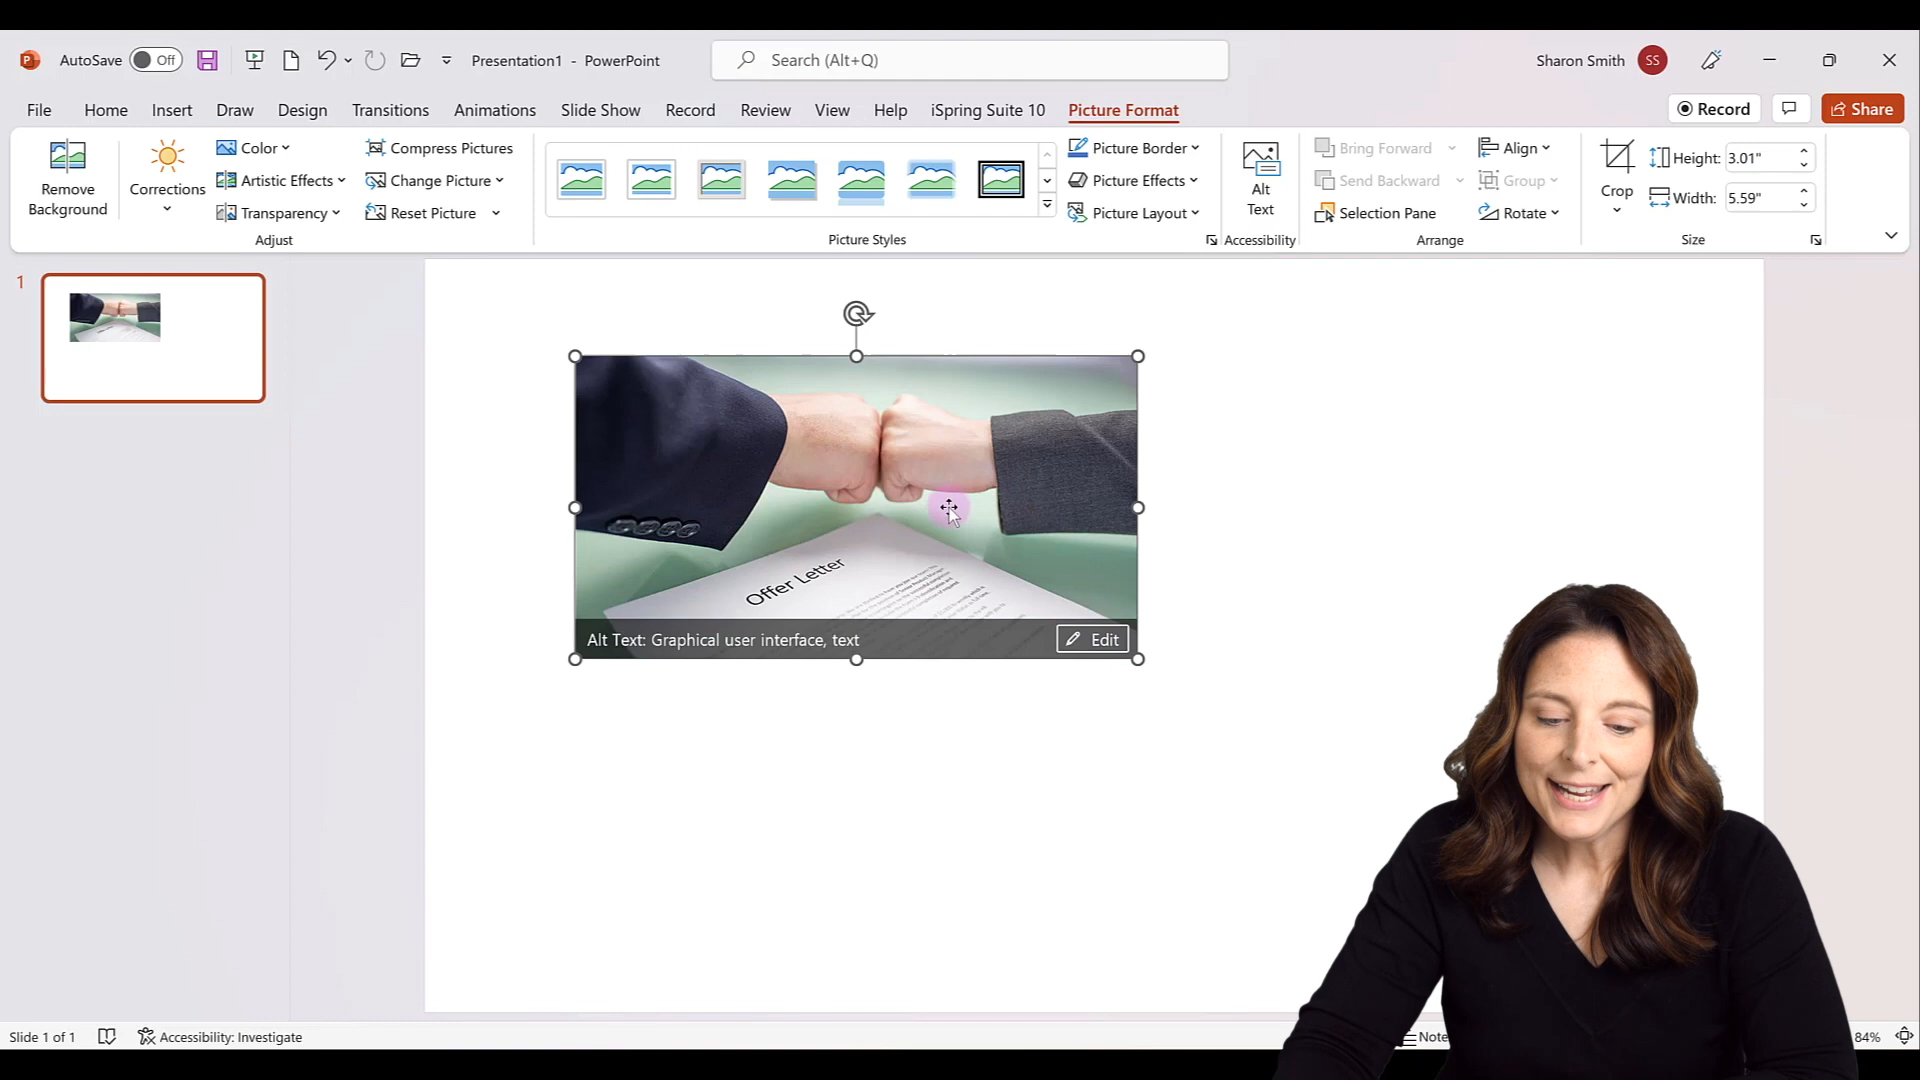 AutoSave Off Presentation1 - PowerPoint Search (Alt+Q) Sharon Smith SS
File Home Insert Draw Design Transitions Animations Slide Show Record Review View Help iSpring Suite 10 Picture Format Record Share
Remove Background
Corrections
Color
Artistic Effects
Transparency
Compress Pictures
Change Picture
Reset Picture
Adjust
Picture Styles
Picture Border
Picture Effects
Picture Layout
Alt Text
Accessibility
Bring Forward
Send Backward
Selection Pane
Align
Group
Rotate
Arrange
Crop
Height: 3.01"
Width: 5.59"
Size
1
Offer Letter
Alt Text: Graphical user interface, text Edit
Slide 1 of 1 Accessibility: Investigate 84%